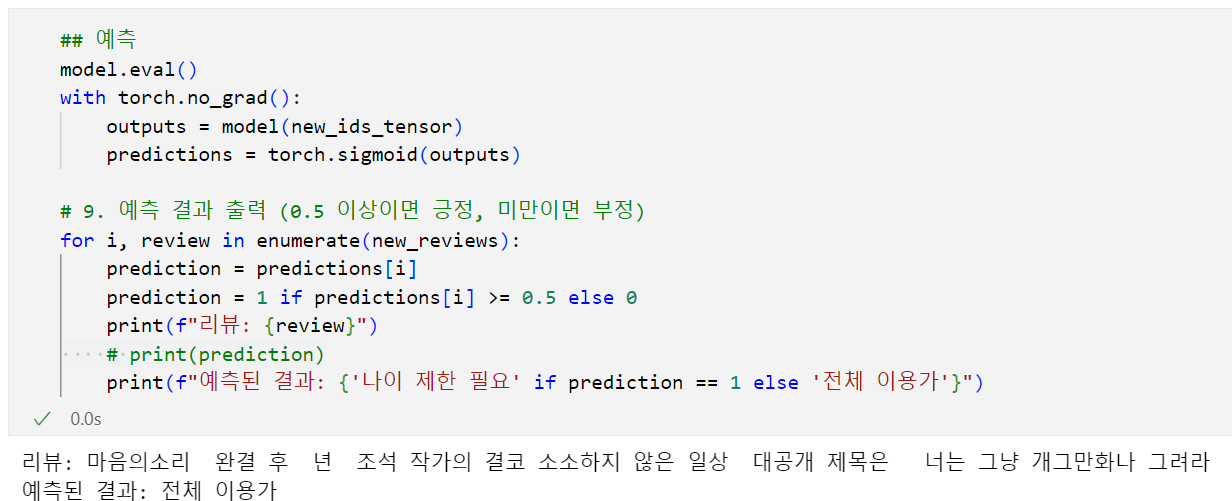 ## 예측
model.eval()
with torch.no_grad():
    outputs = model(new_ids_tensor)
    predictions = torch.sigmoid(outputs)
# 9. 예측 결과 출력 (0.5 이상이면 긍정, 미만이면 부정)
for i, review in enumerate(new_reviews):
    prediction = predictions[i]
    prediction = 1 if predictions[i] >= 0.5 else 0
    print(f"리뷰: {review}")
    # print(prediction)
    print(f"예측된 결과: {'나이 제한 필요' if prediction == 1 else '전체 이용가'}")
0.0s
리뷰: 마음의소리  완결 후  년  조석 작가의 결코 소소하지 않은 일상  대공개 제목은   너는 그냥 개그만화나 그려라
예측된 결과: 전체 이용가